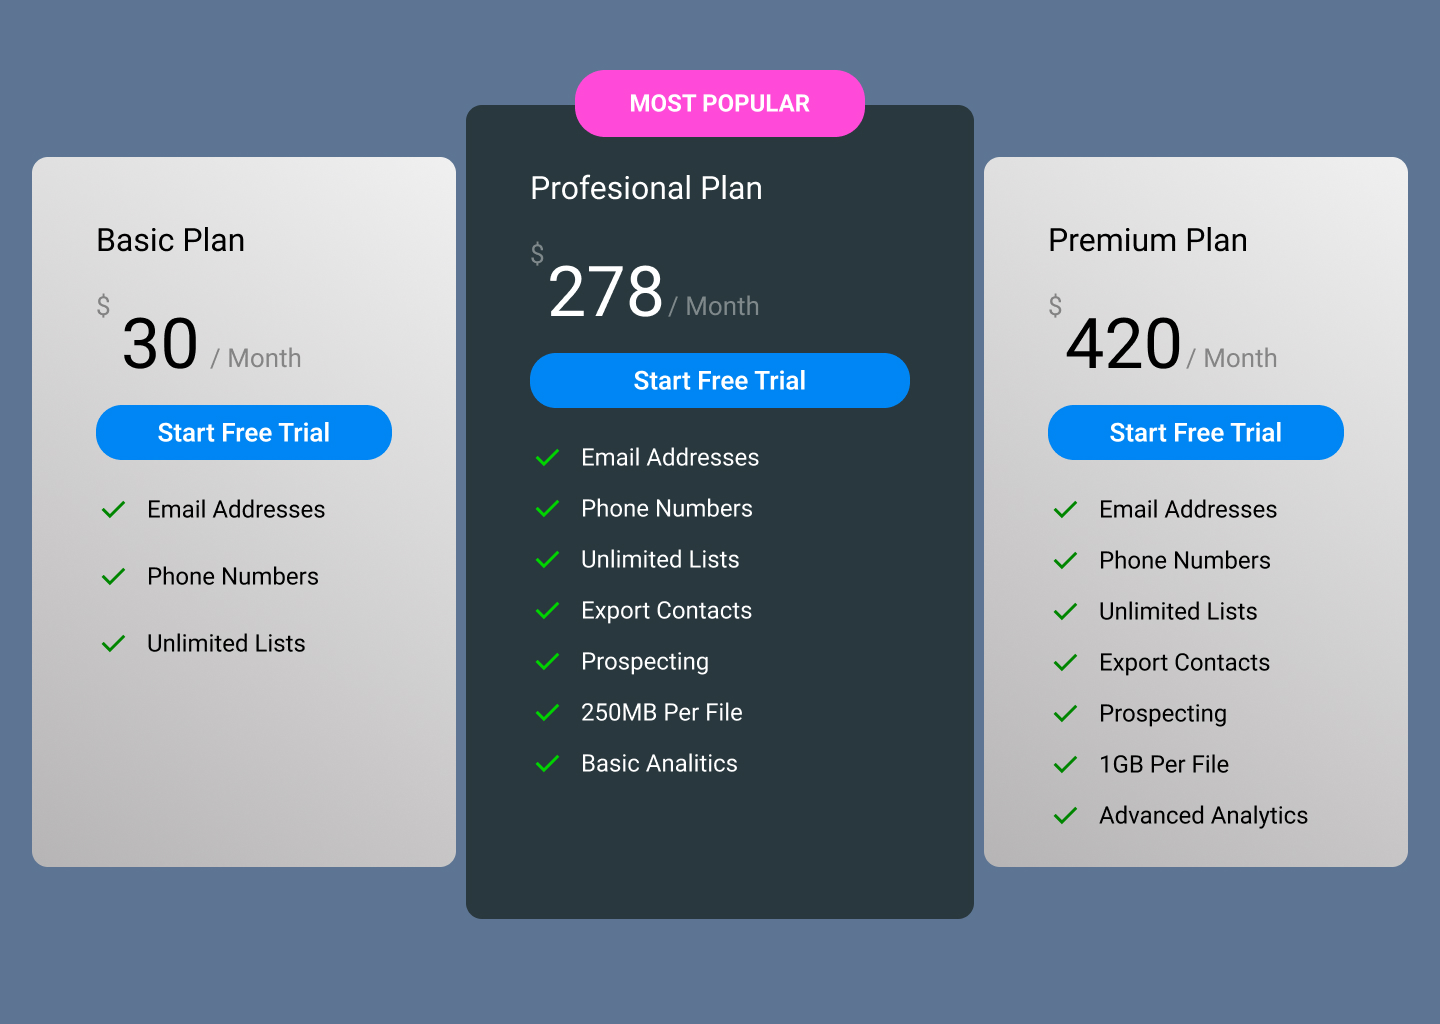 Basic Plan
$
30 / Month
Start Free Trial
Email Addresses
Phone Numbers
Unlimited Lists
MOST POPULAR
Profesional Plan
$
278 / Month
Start Free Trial
Email Addresses
Phone Numbers
Unlimited Lists
Export Contacts
Prospecting
250MB Per File
Basic Analitics
Premium Plan
$
420 / Month
Start Free Trial
Email Addresses
Phone Numbers
Unlimited Lists
Export Contacts
Prospecting
1GB Per File
Advanced Analytics